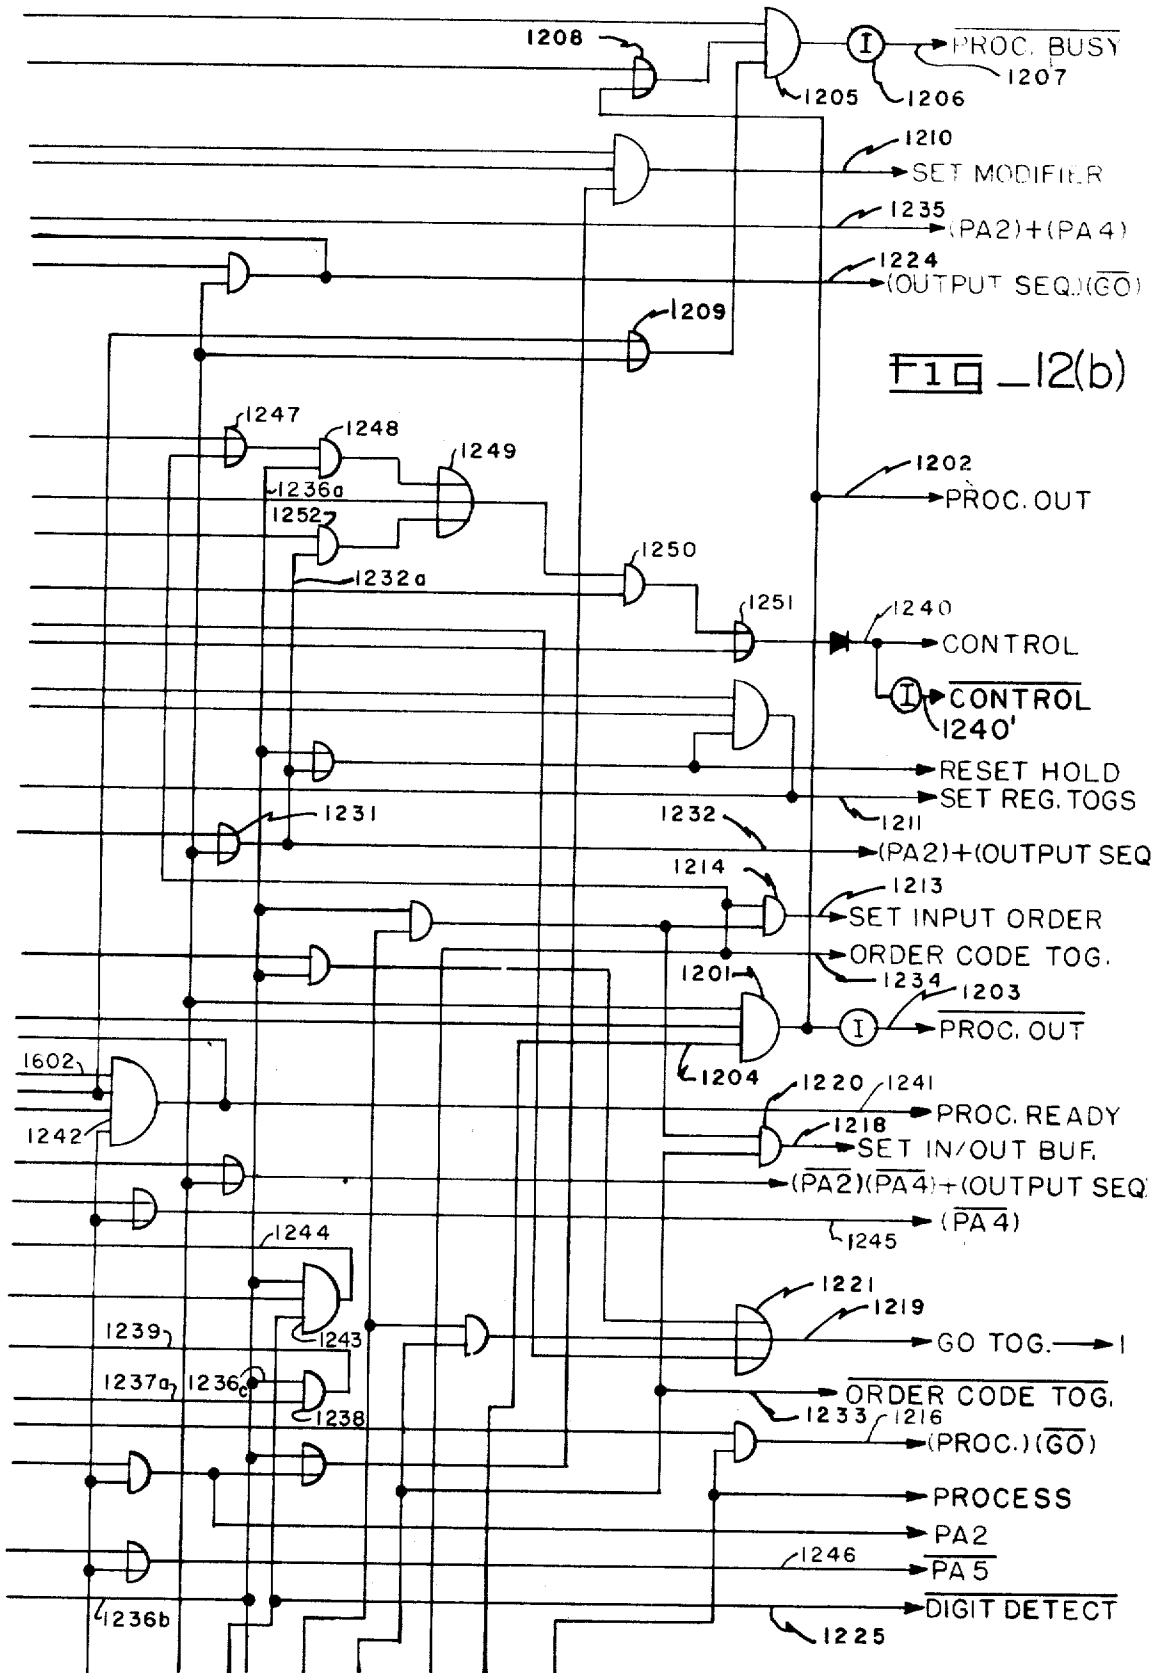 1208
PROC. BUSY
1207
1205
1206
1210
SET MODIFIER
1235
(PA2)+(PA4)
1224
(OUTPUT SEQ.)(GO)
1209
Fig_12(b)
1247
1248
1249
1236a
1252
1202
PROC. OUT
1250
1232a
1251
1240
CONTROL
CONTROL
1240'
RESET HOLD
SET REG. TOGS
1211
1231
1232
(PA2)+(OUTPUT SEQ
1214
1213
SET INPUT ORDER
ORDER CODE TOG.
1234
1201
1203
PROC. OUT
1204
1602
1220
1241
PROC. READY
1242
1218
SET IN/OUT BUF.
(PA2)(PA4)+(OUTPUT SEQ
(PA4)
1245
1244
1221
1219
1243
GO TOG. 1
1239
1237a
1236c
1238
ORDER CODE TOG.
1233
1216
(PROC.)(GO)
PROCESS
PA2
1246
PA5
1236b
DIGIT DETECT
1225
I
I
I